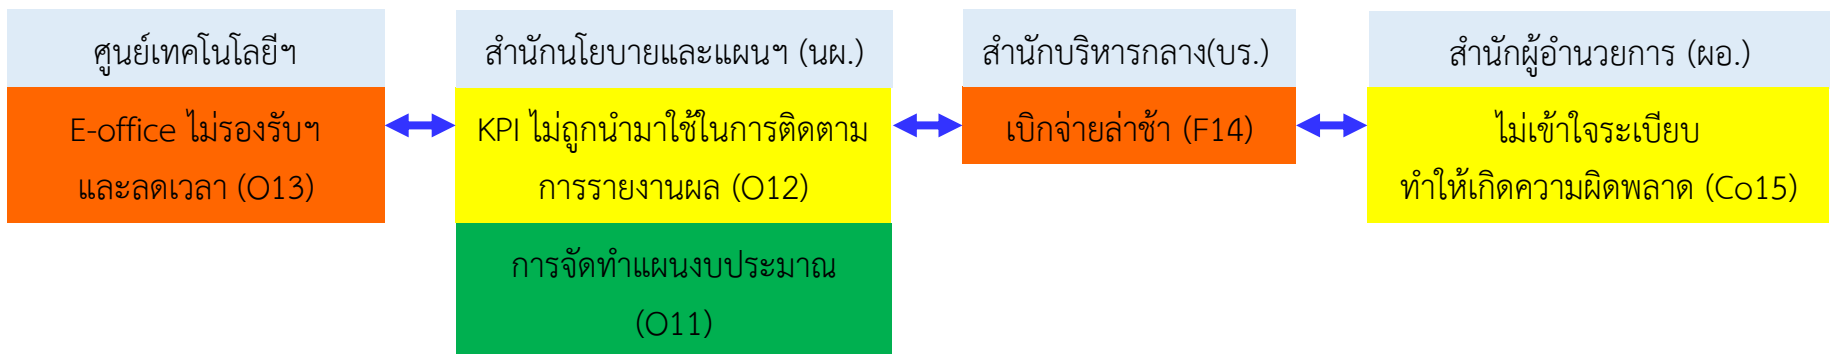 ศูนย์เทคโนโลยีฯ
E-office ไม่รองรับฯ
และลดเวลา (O13)
สำนักนโยบายและแผนฯ (นผ.)
KPI ไม่ถูกนำมาใช้ในการติดตาม
การรายงานผล (O12)
การจัดทำแผนงบประมาณ
(O11)
สำนักบริหารกลาง(บร.)
เบิกจ่ายล่าช้า (F14)
สำนักผู้อำนวยการ (ผอ.)
ไม่เข้าใจระเบียบ
ทำให้เกิดความผิดพลาด (Co15)